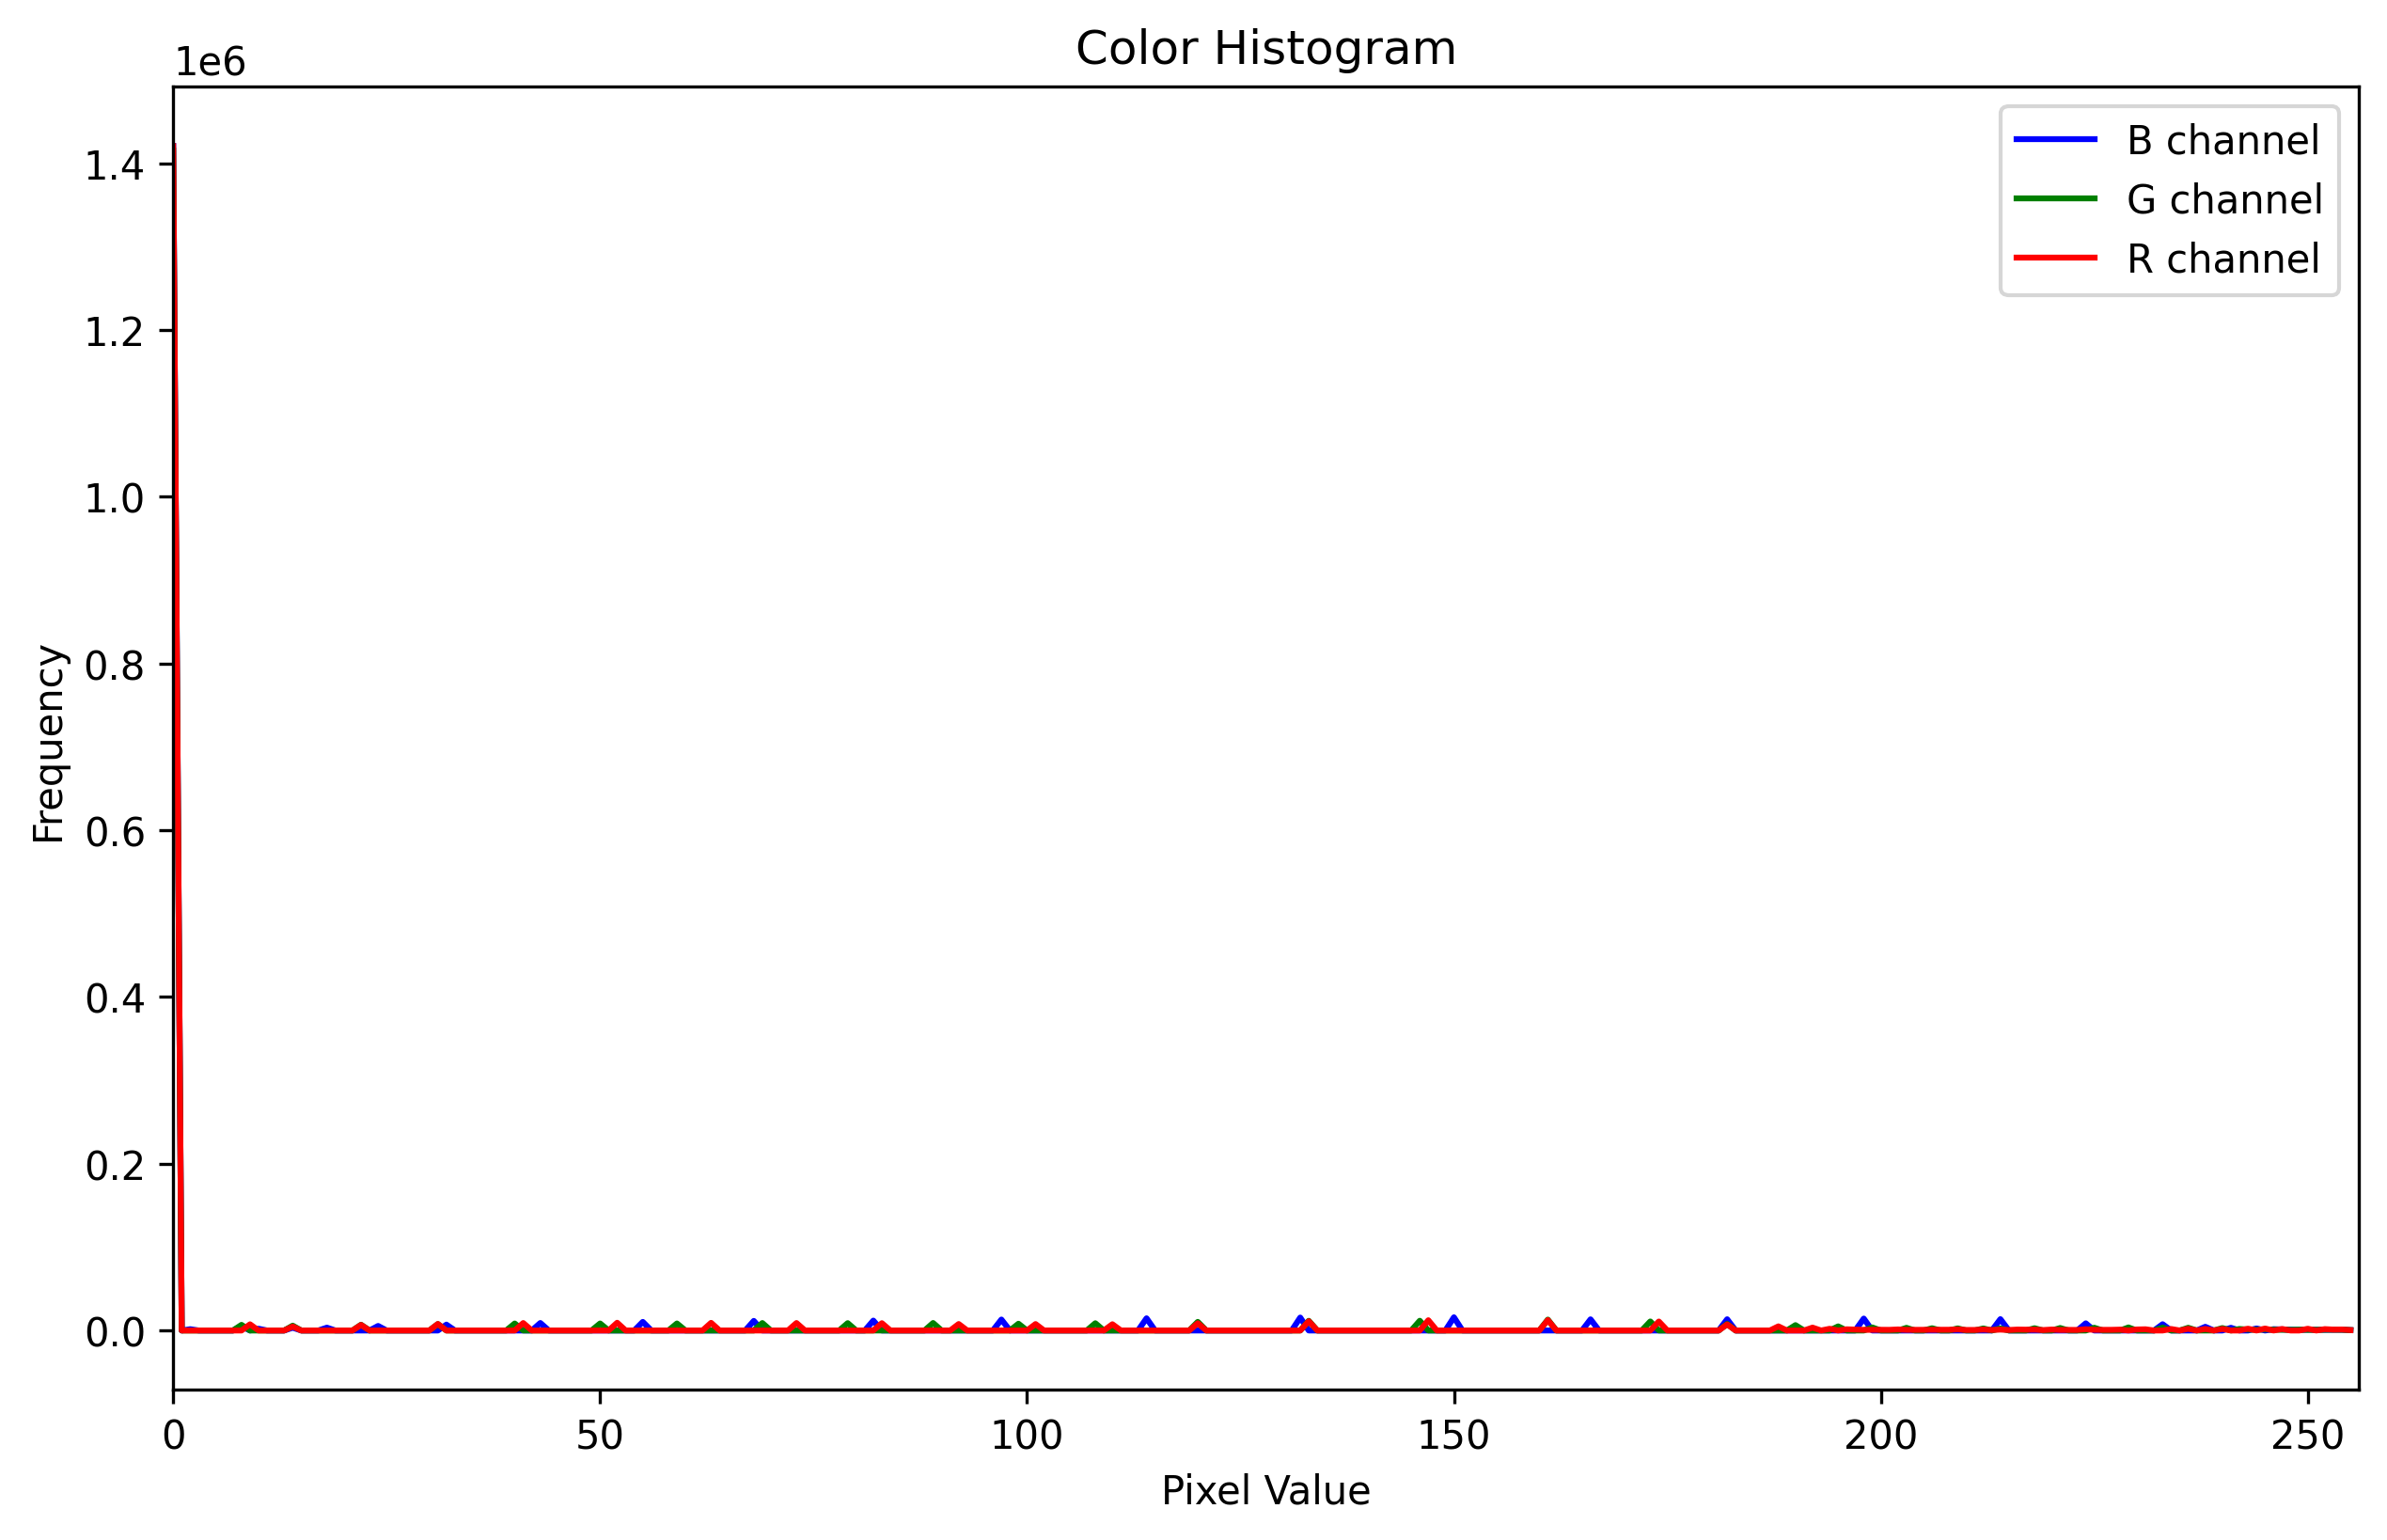 Color Histogram
1e6
B channel
G channel
R channel
1.4
1.2
1.0
0.8
0.6
0.4
0.2
0.0
Frequency
0 50 100 150 200 250
Pixel Value